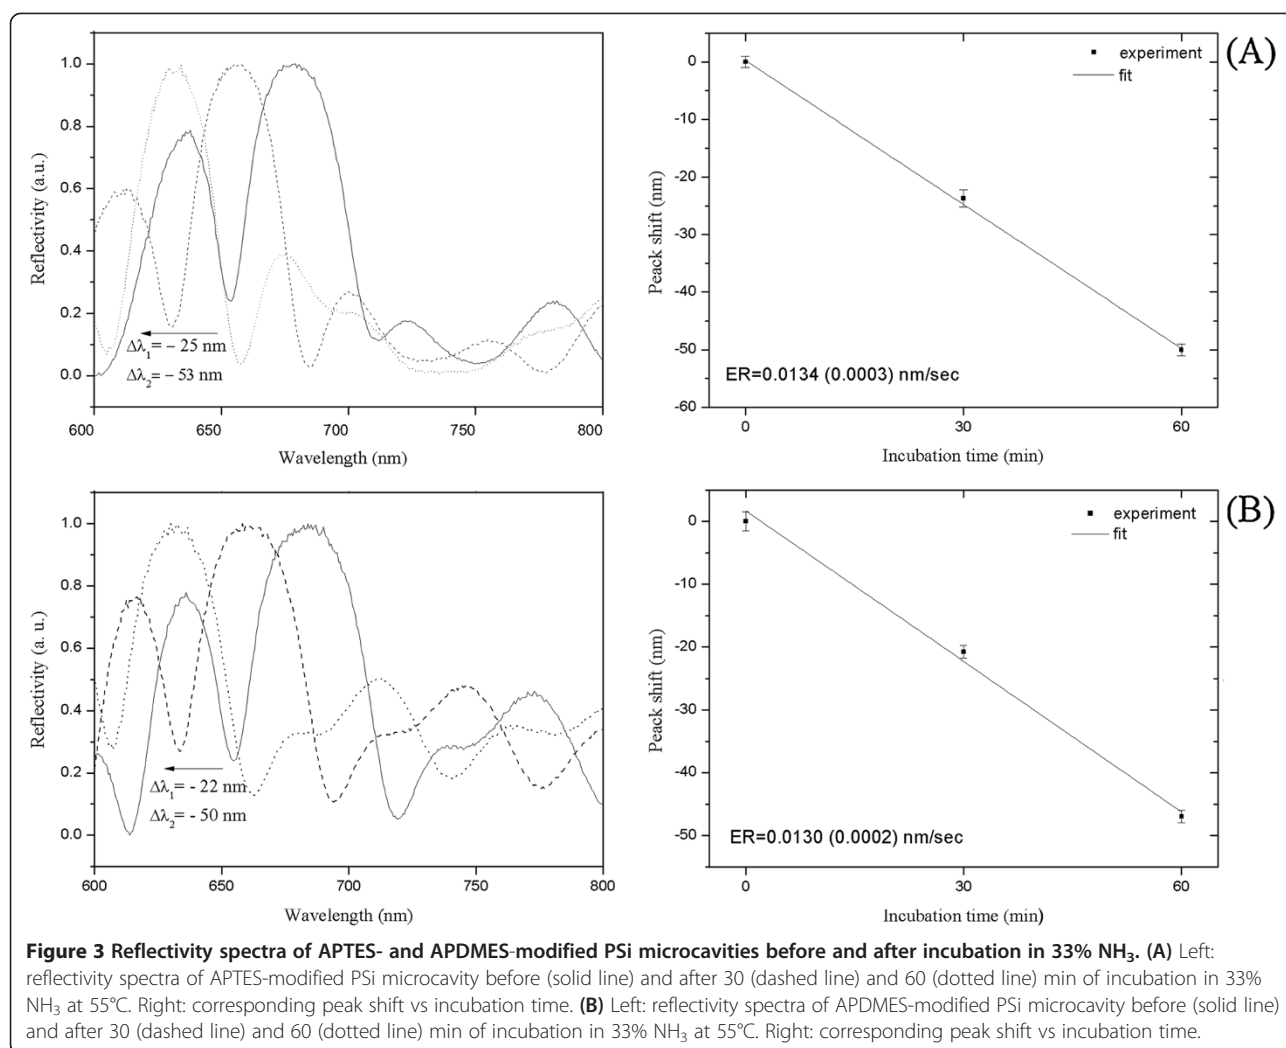 (A)
1.0
0.8
0.6
0.4
0.2
0.0
Reflectivity (a.u.)
Δλ₁= − 25 nm
Δλ₂= − 53 nm
600 650 700 750 800
Wavelength (nm)
0
-10
-20
-30
-40
-50
-60
Peack shift (nm)
experiment
fit
ER=0.0134 (0.0003) nm/sec
0 30 60
Incubation time (min)
(B)
1.0
0.8
0.6
0.4
0.2
0.0
Reflectivity (a. u.)
Δλ₁= - 22 nm
Δλ₂= - 50 nm
600 650 700 750 800
Wavelength (nm)
0
-10
-20
-30
-40
-50
Peack shift (nm)
experiment
fit
ER=0.0130 (0.0002) nm/sec
0 30 60
Incubation time (min)
Figure 3 Reflectivity spectra of APTES- and APDMES-modified PSi microcavities before and after incubation in 33% NH₃. (A) Left:
reflectivity spectra of APTES-modified PSi microcavity before (solid line) and after 30 (dashed line) and 60 (dotted line) min of incubation in 33%
NH₃ at 55°C. Right: corresponding peak shift vs incubation time. (B) Left: reflectivity spectra of APDMES-modified PSi microcavity before (solid line)
and after 30 (dashed line) and 60 (dotted line) min of incubation in 33% NH₃ at 55°C. Right: corresponding peak shift vs incubation time.